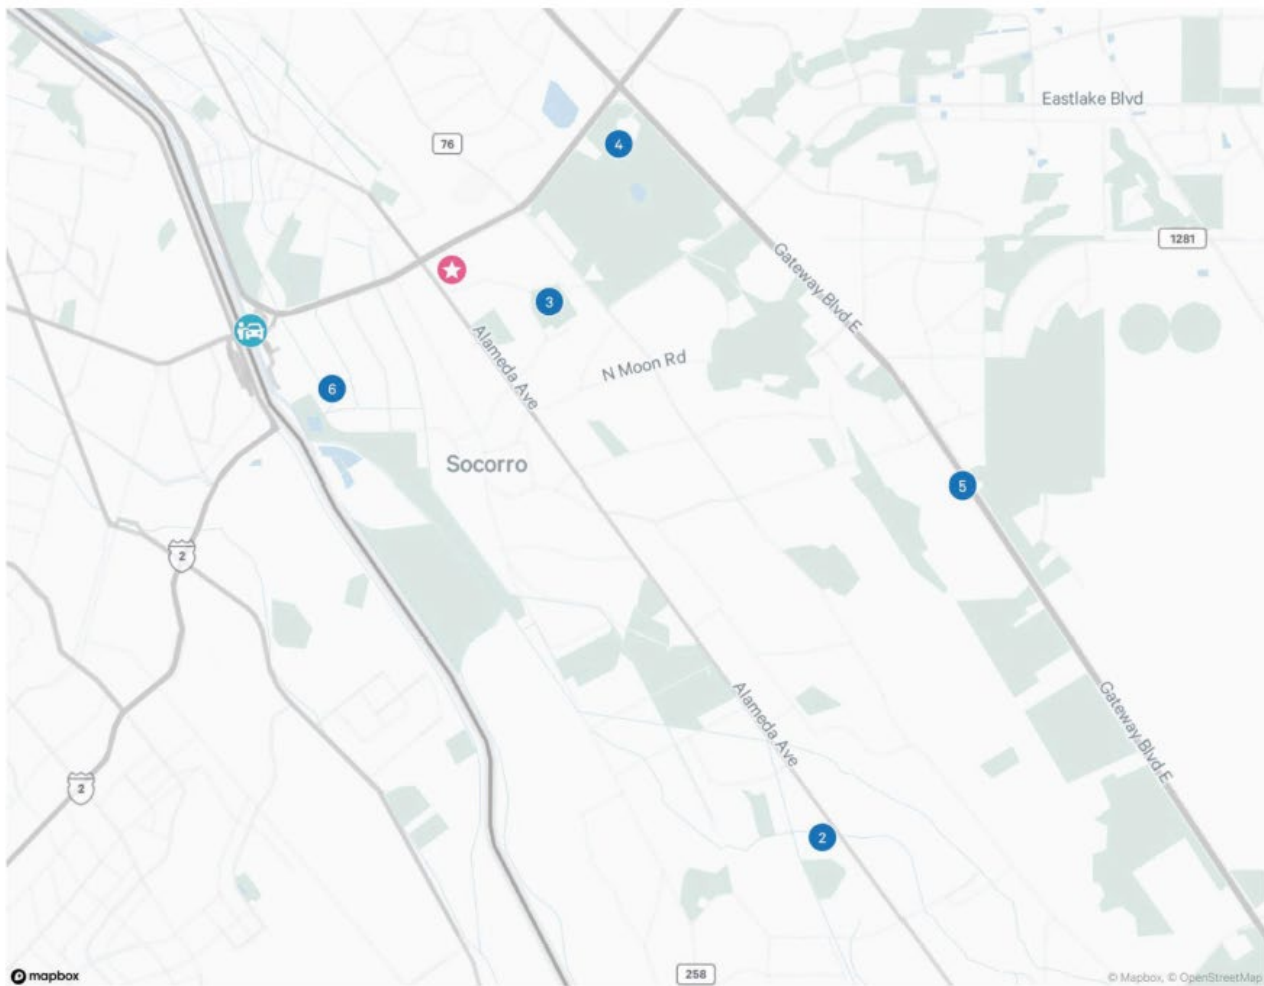 Eastlake Blvd
76
4
1281
Gateway Blvd E
3
Alameda Ave
N Moon Rd
6
Socorro
5
2
Alameda Ave
Gateway Blvd E
2
2
mapbox
258
© Mapbox, © OpenStreetMap